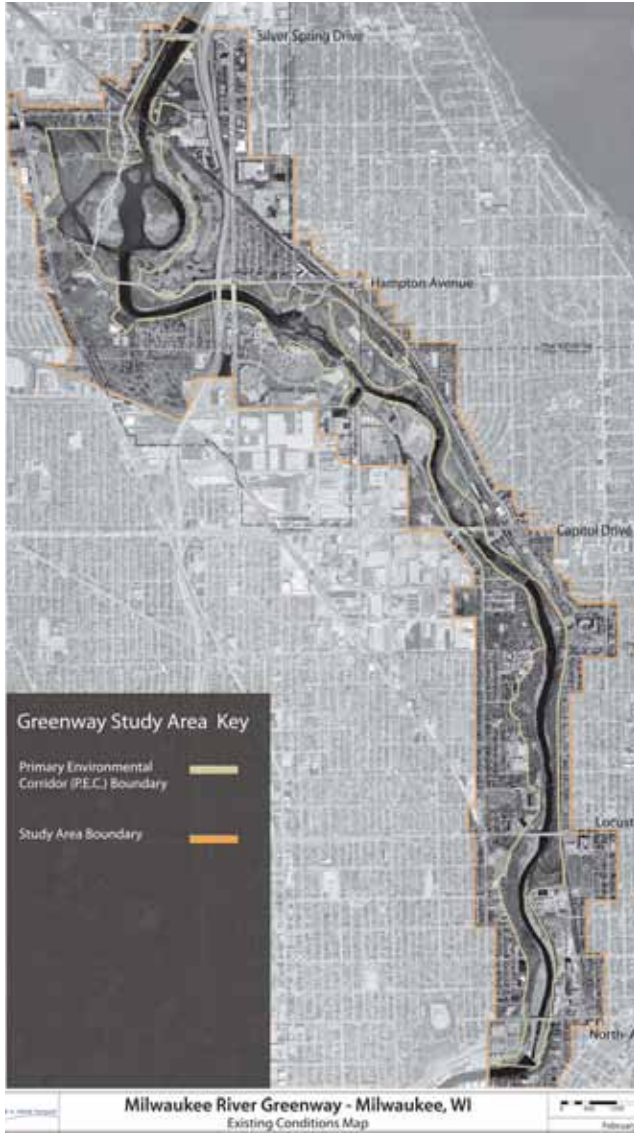 Silver Spring Drive
Hampton Avenue
Capitol Drive
Locust
North A
Greenway Study Area Key
Primary Environmental
Corridor (P.E.C.) Boundary
Study Area Boundary
Milwaukee River Greenway - Milwaukee, WI
Existing Conditions Map
Februar